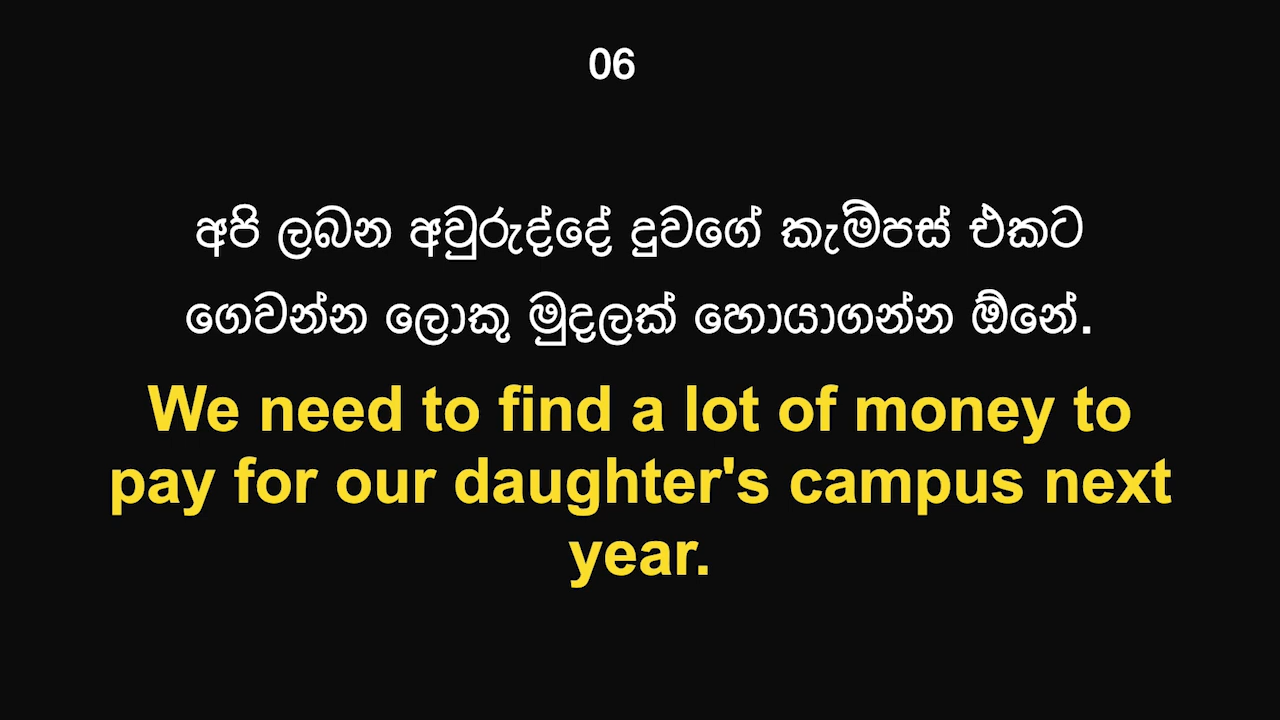 06
අපි ලබන අවුරුද්දේ දුවගේ කැම්පස් එකට
ගෙවන්න ලොකු මුදලක් හොයාගන්න ඕනේ.
We need to find a lot of money to
pay for our daughter's campus next
year.